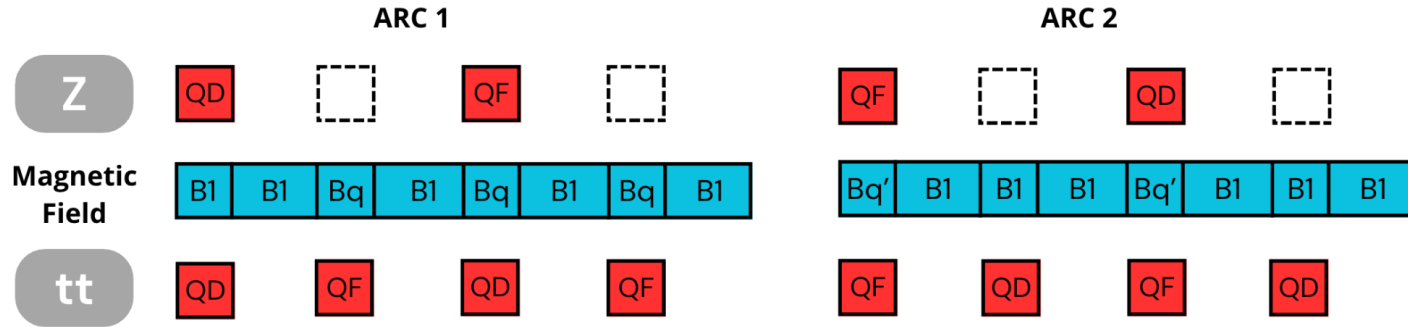 ARC 1 ARC 2
Z QD QF QF QD
Magnetic
Field
B1 B1 Bq B1 Bq B1 Bq B1 Bq’ B1 B1 B1 Bq’ B1 B1 B1
tt QD QF QD QF QF QD QF QD